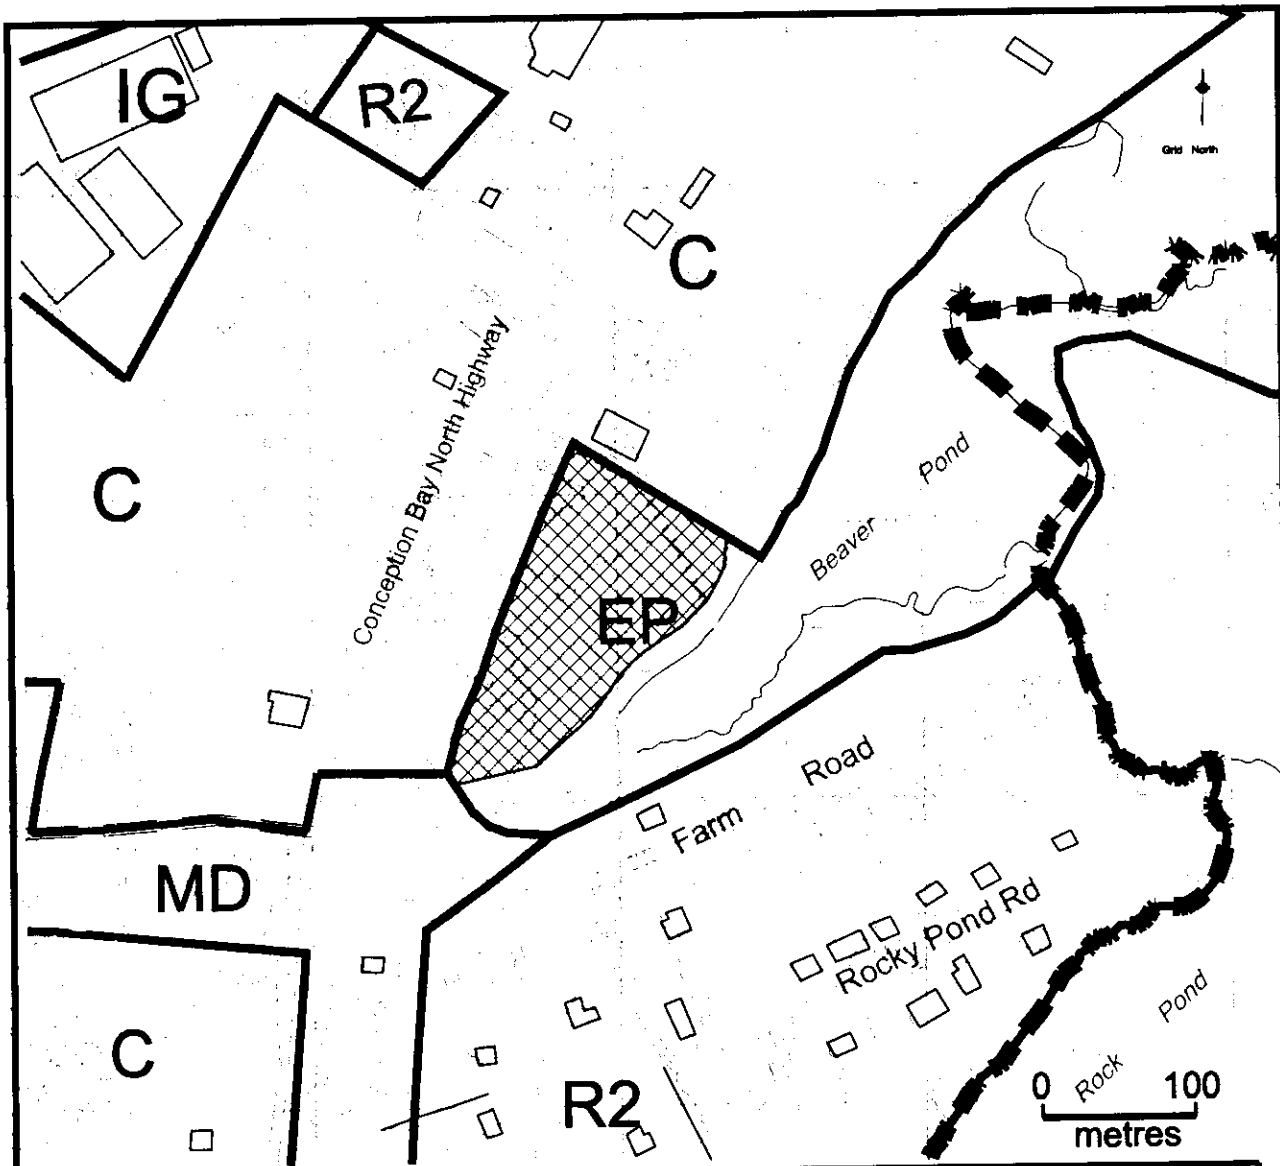 IG
R2
Grid North
C
Conception Bay North Highway
C
Beaver Pond
EP
Farm Road
MD
Rocky Pond Rd
C
R2
Rock Pond
0 100
metres